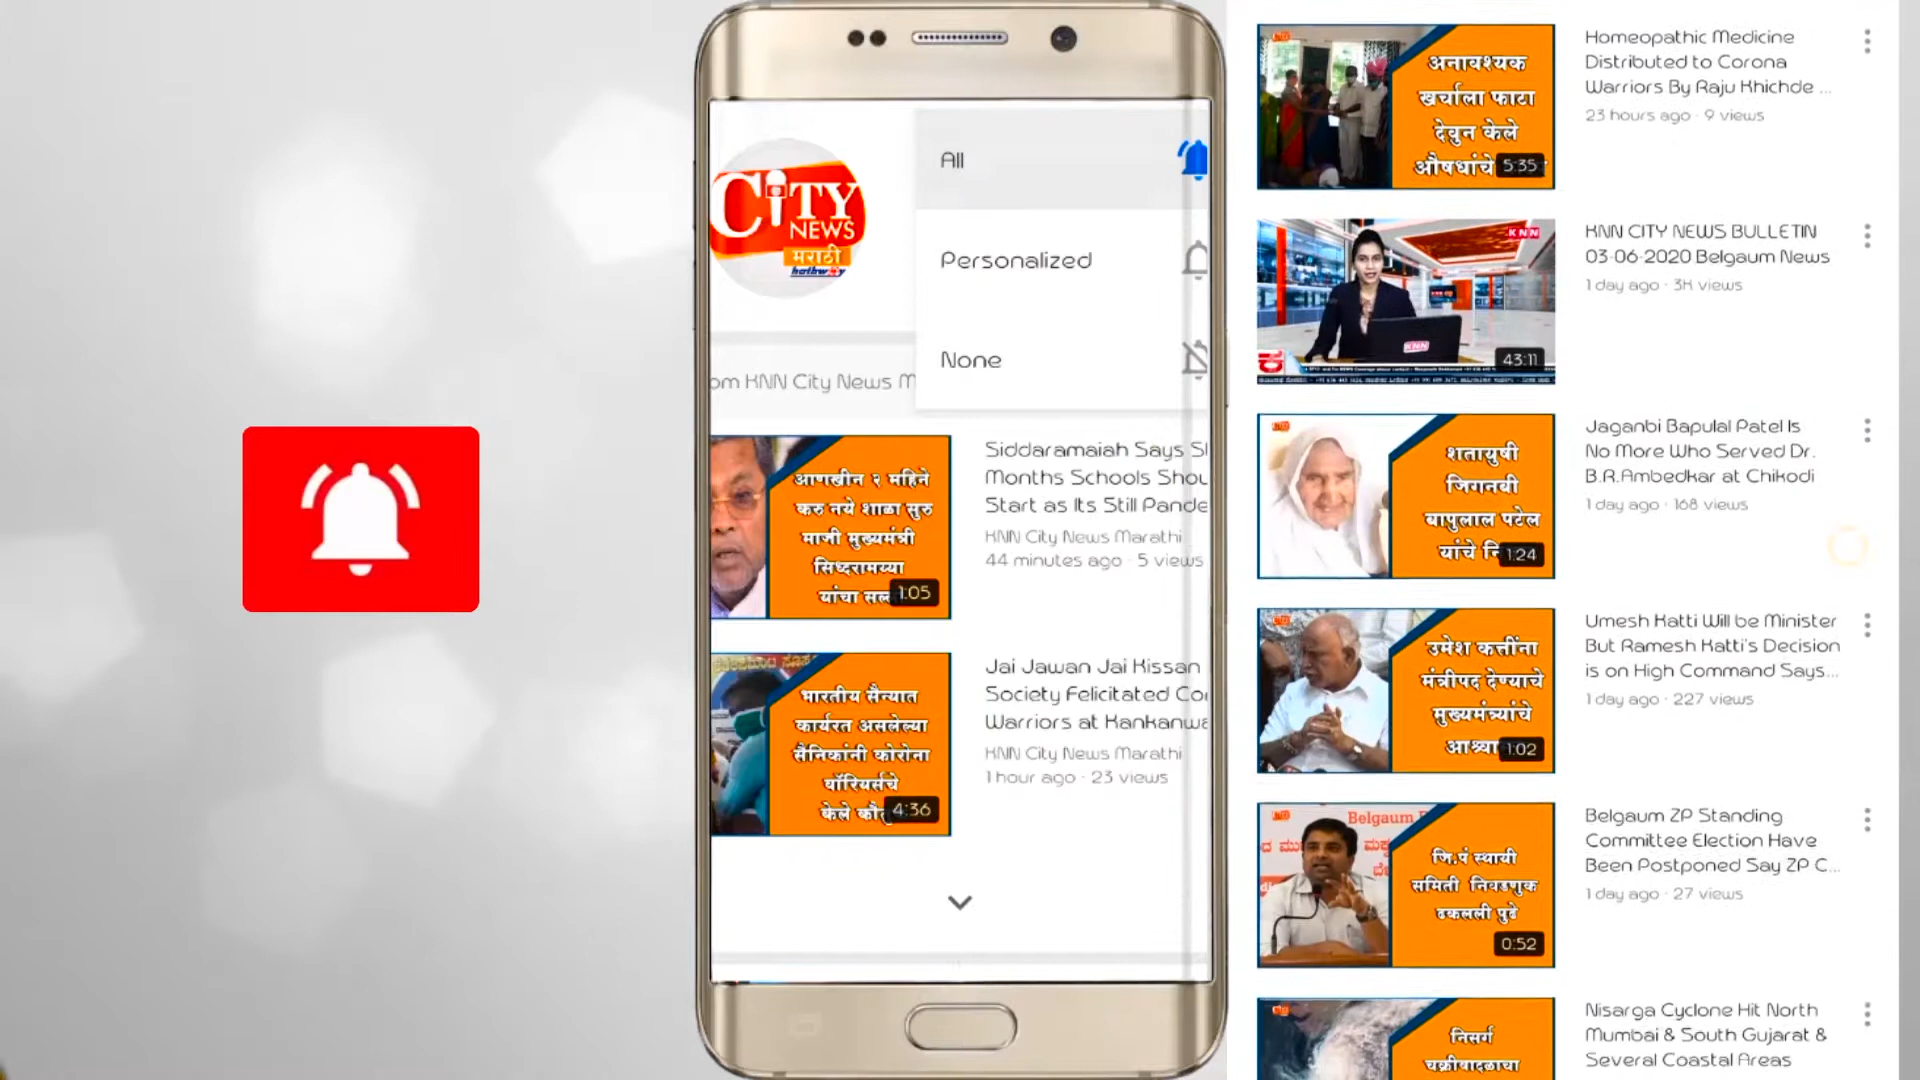 CiTY
NEWS
मराठी
hathway
All
Personalized
None
om KNN City News M
आणखीन २ महिने
करु नये शाळा सुरु
माजी मुख्यमंत्री
सिध्दरामय्या
यांचा
1:05
Siddaramaiah Says
Months Schools Shou
Start as Its Still Pande
KNN City News Marathi
44 minutes ago · 5 views
भारतीय सैन्यात
कार्यरत असलेल्या
सैनिकांनी कोरोना
वॉरियर्सचे
केले
4:36
Jai Jawan Jai Kissan
Society Felicitated Co
Warriors at Kankanwa
KNN City News Marathi
1 hour ago · 23 views
अनावश्यक
खर्चाला फाटा
देवुन केले
औषधांचे
5:35
Homeopathic Medicine
Distributed to Corona
Warriors By Raju Khichde ...
23 hours ago · 9 views
KNN
KNN
43:11
KNN CITY NEWS BULLETIN
03-06-2020 Belgaum News
1 day ago · 3K views
शतायुषी
जिगनबी
बापुलाल पटेल
यांचे
1:24
Jaganbi Bapulal Patel Is
No More Who Served Dr.
B.R.Ambedkar at Chikodi
1 day ago · 168 views
उमेश कत्तींना
मंत्रीपद देण्याचे
मुख्यमंत्र्यांचे
1:02
Umesh Katti Will be Minister
But Ramesh Katti's Decision
is on High Command Says...
1 day ago · 227 views
Belgaum
जि.पं स्थायी
समिती निवडणुक
ढकलली पुढे
0:52
Belgaum ZP Standing
Committee Election Have
Been Postponed Say ZP C...
1 day ago · 27 views
निसर्ग
चक्रीवादळाचा
Nisarga Cyclone Hit North
Mumbai & South Gujarat &
Several Coastal Areas